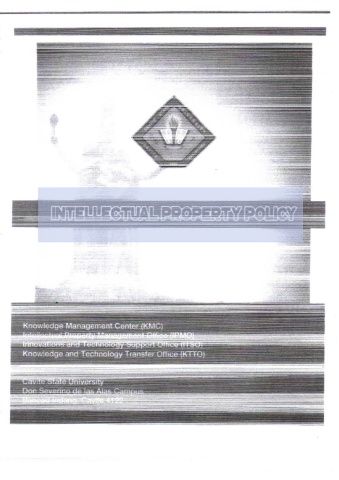 INTELLECTUAL PROPERTY POLICY
Knowledge Management Center (KMC)
Intellectual Property Management Office (IPMO)
Innovations and Technology Support Office (ITSO)
Knowledge and Technology Transfer Office (KTTO)
Cavite State University
Don Severino de las Alas Campus
Indang, Cavite 4122